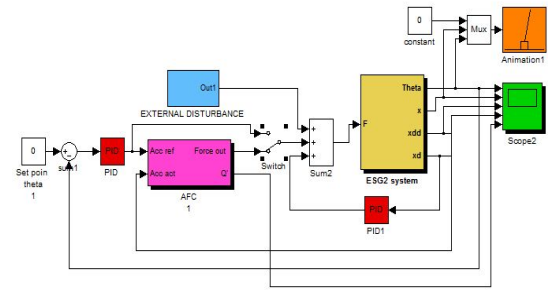 0
constant
Mux
Animation1
Out1
EXTERNAL DISTURBANCE
Theta
x
xdd
xd
F
ESG2 system
Scope2
0
Set poin
theta
1
+
-
sum1
PID
PID
Acc ref
Force out
Acc act
Q'
AFC
1
Switch
+
+
+
Sum2
PID
PID1